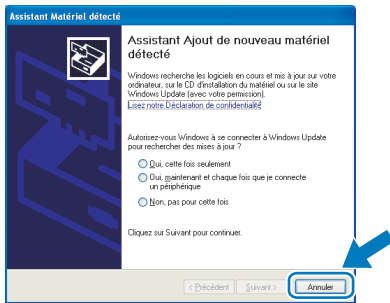 Assistant Matériel détecté
Assistant Ajout de nouveau matériel
détecté
Windows recherche les logiciels en cours et mis à jour sur votre
ordinateur, sur le CD d'installation du matériel ou sur le site
Windows Update (avec votre permission).
Lisez notre Déclaration de confidentialité
Autorisez-vous Windows à se connecter à Windows Update
pour rechercher des mises à jour ?
Oui, cette fois seulement
Oui, maintenant et chaque fois que je connecte
un périphérique
Non, pas pour cette fois
Cliquez sur Suivant pour continuer.
< Précédent Suivant > Annuler